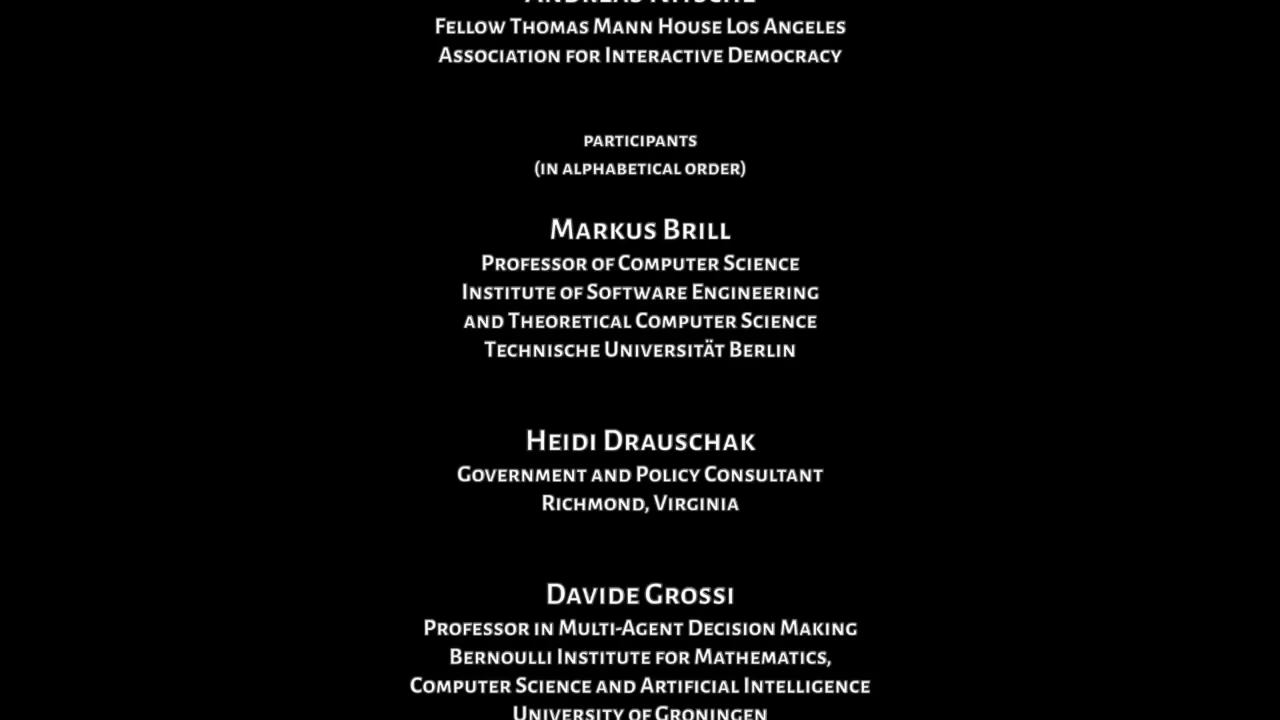 Andreas Nitsche
Fellow Thomas Mann House Los Angeles
Association for Interactive Democracy
participants
(in alphabetical order)
Markus Brill
Professor of Computer Science
Institute of Software Engineering
and Theoretical Computer Science
Technische Universität Berlin
Heidi Drauschak
Government and Policy Consultant
Richmond, Virginia
Davide Grossi
Professor in Multi-Agent Decision Making
Bernoulli Institute for Mathematics,
Computer Science and Artificial Intelligence
University of Groningen